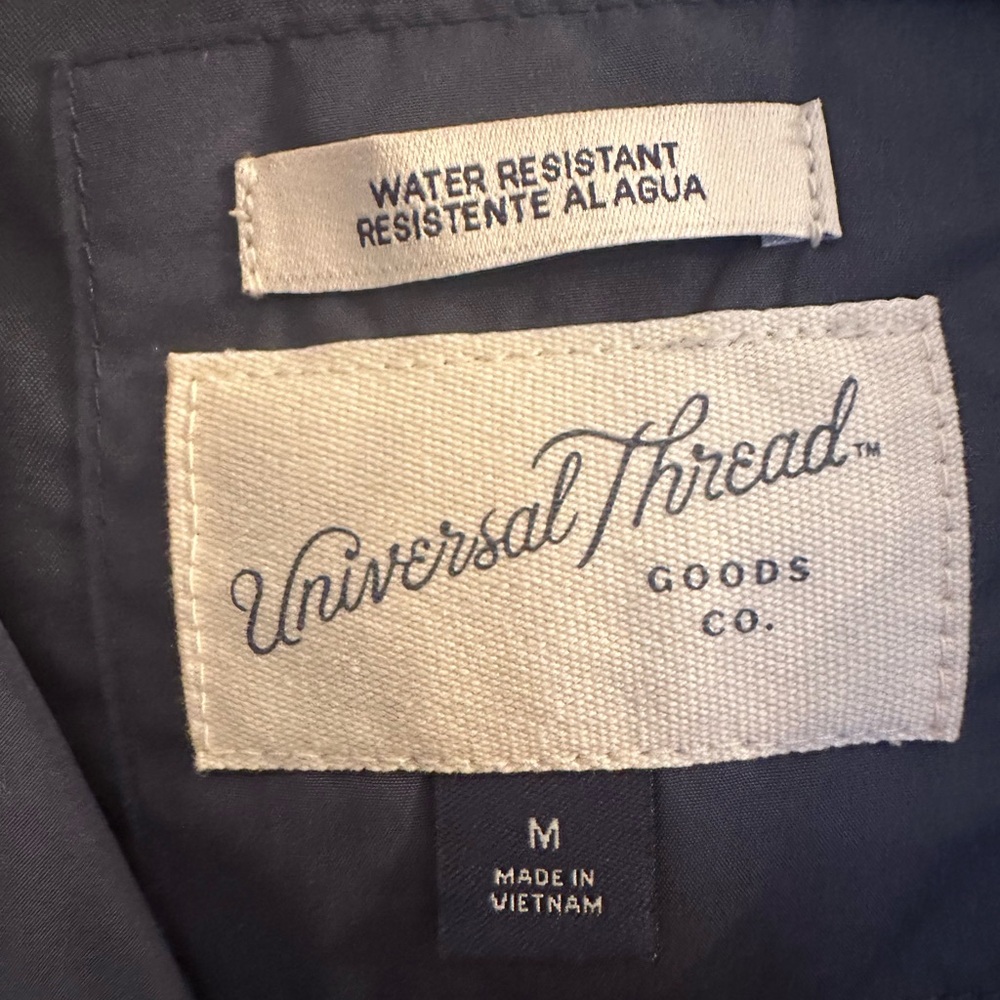 WATER RESISTANT
RESISTENTE AL AGUA
Universal Thread™
GOODS
CO.
M
MADE IN
VIETNAM